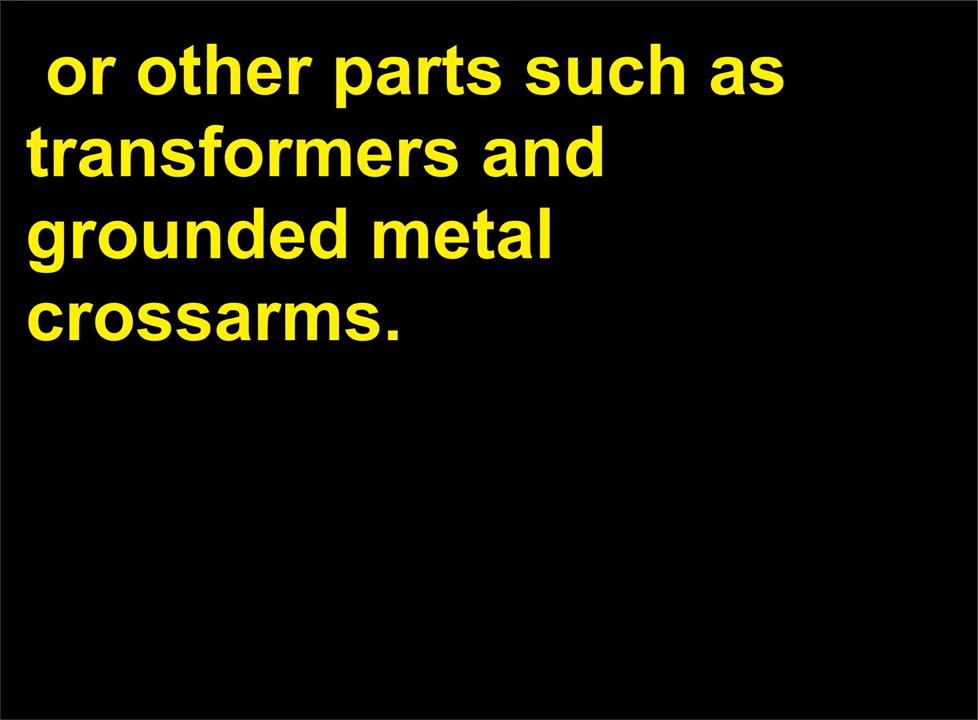 or other parts such as
transformers and
grounded metal
crossarms.